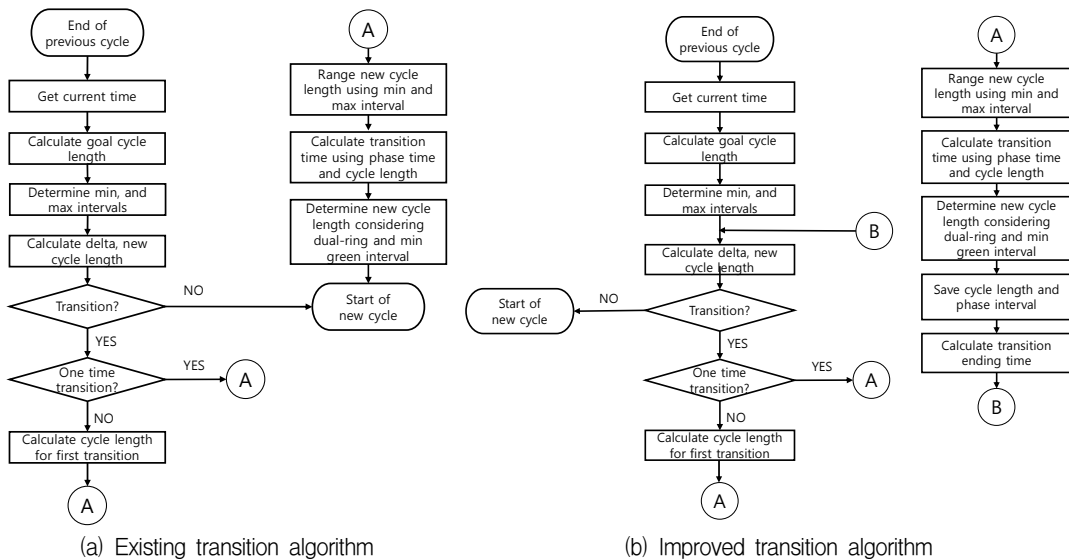 End of
previous cycle
Get current time
Calculate goal cycle
length
Determine min, and
max intervals
Calculate delta, new
cycle length
Transition?
NO
YES
One time
transition?
YES
A
NO
Calculate cycle length
for first transition
A
A
Range new cycle
length using min and
max interval
Calculate transition
time using phase time
and cycle length
Determine new cycle
length considering
dual-ring and min
green interval
Start of
new cycle
(a) Existing transition algorithm
End of
previous cycle
Get current time
Calculate goal cycle
length
Determine min, and
max intervals
B
Calculate delta, new
cycle length
Transition?
NO
Start of
new cycle
YES
One time
transition?
YES
A
NO
Calculate cycle length
for first transition
A
A
Range new cycle
length using min and
max interval
Calculate transition
time using phase time
and cycle length
Determine new cycle
length considering
dual-ring and min
green interval
Save cycle length and
phase interval
Calculate transition
ending time
B
(b) Improved transition algorithm